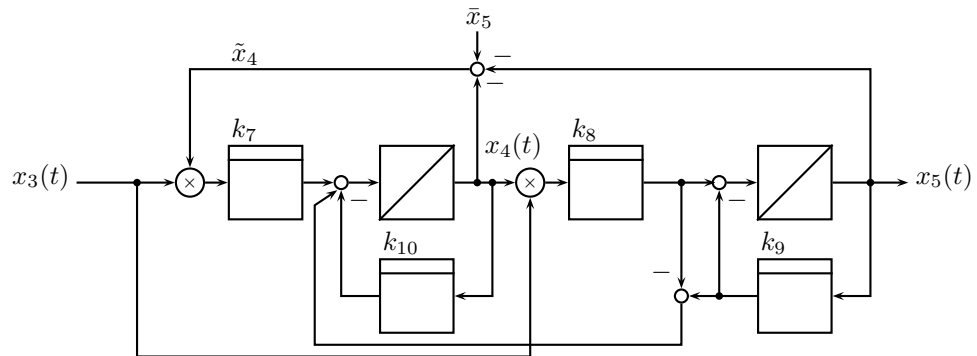 x̄₅
x̃₄
−
−
k₇
x₄(t)
k₈
x₃(t)
×
×
x₅(t)
−
−
k₁₀
k₉
−